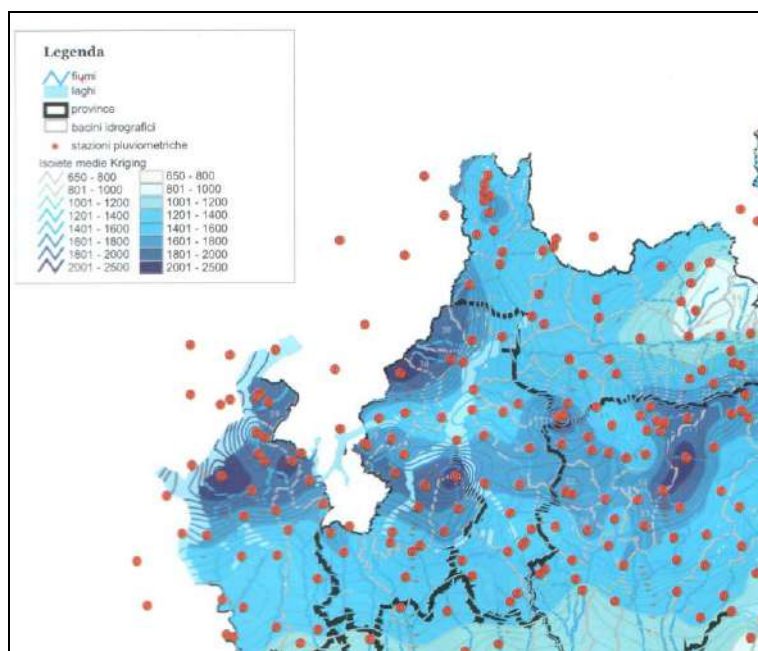 Legenda
fiumi
laghi
province
bacini idrografici
stazioni pluviometriche
Isoiete medie Kriging
650 - 800 650 - 800
801 - 1000 801 - 1000
1001 - 1200 1001 - 1200
1201 - 1400 1201 - 1400
1401 - 1600 1401 - 1600
1601 - 1800 1601 - 1800
1801 - 2000 1801 - 2000
2001 - 2500 2001 - 2500